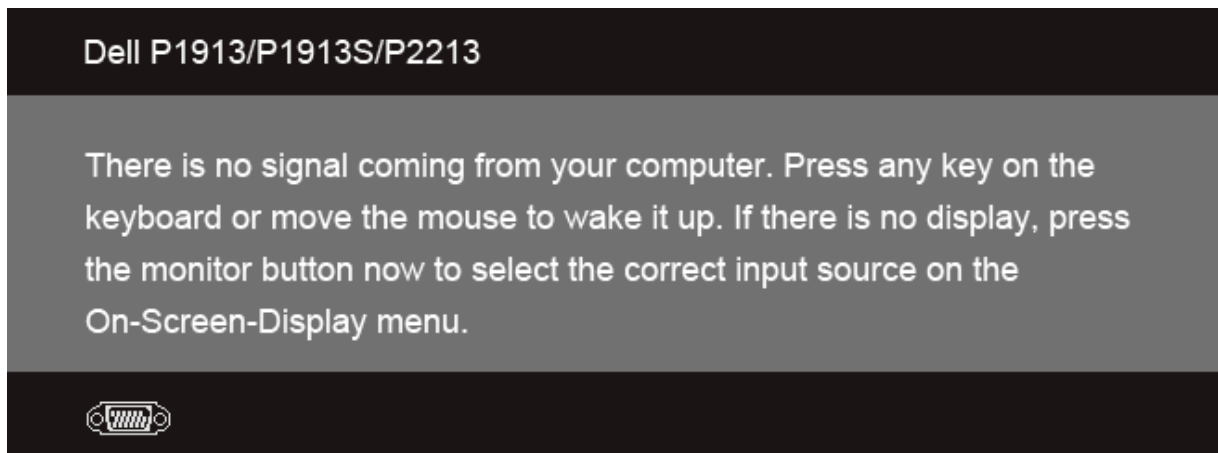 Dell P1913/P1913S/P2213
There is no signal coming from your computer. Press any key on the
keyboard or move the mouse to wake it up. If there is no display, press
the monitor button now to select the correct input source on the
On-Screen-Display menu.